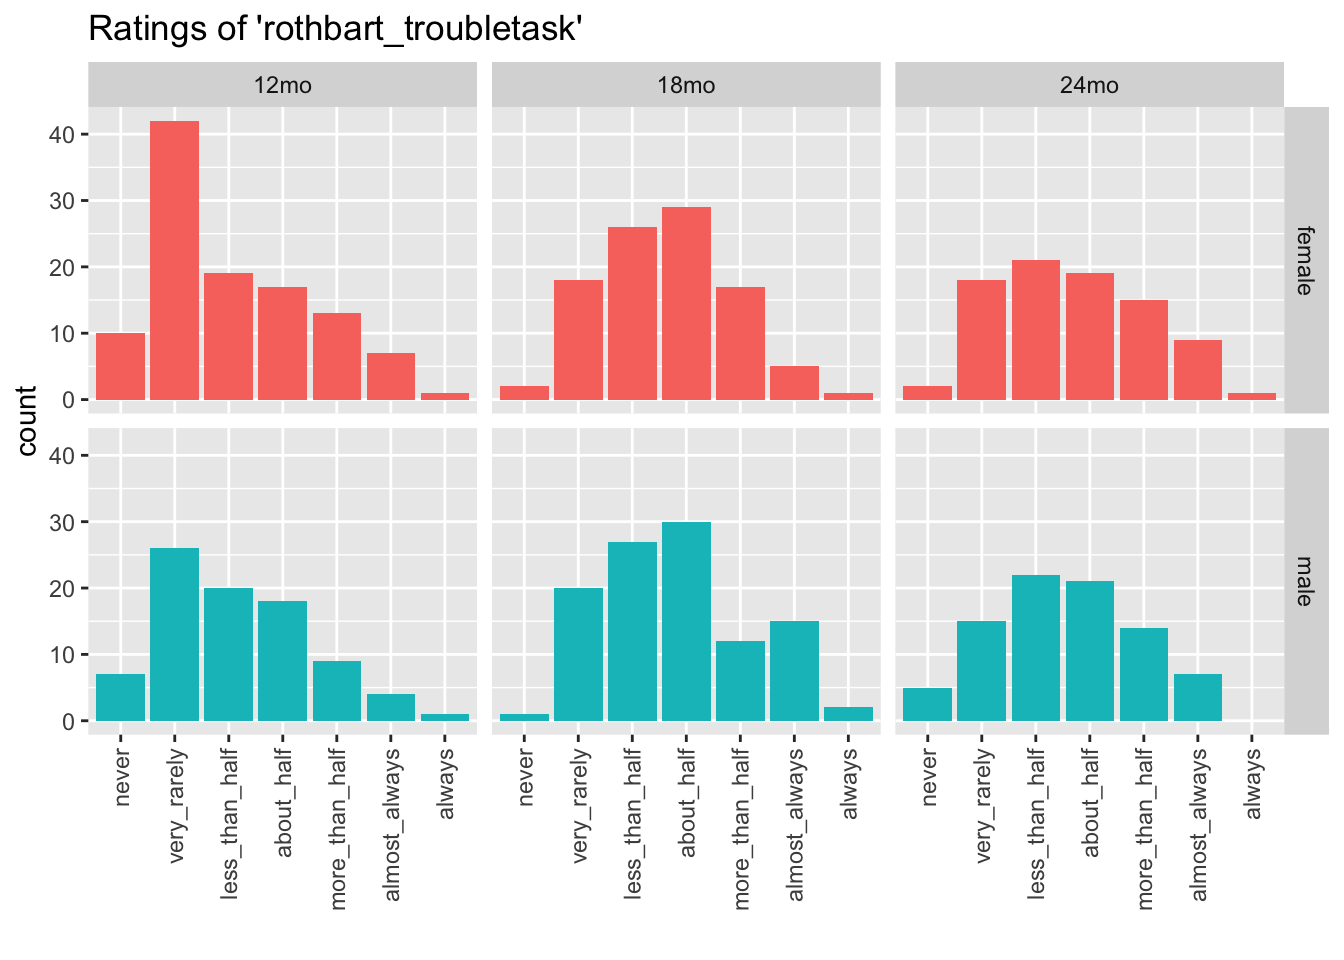 Ratings of 'rothbart_troubletask'
12mo 18mo 24mo
40
30
20
10
0
female
count
40
30
20
10
0
male
never very_rarely less_than_half about_half more_than_half almost_always always never very_rarely less_than_half about_half more_than_half almost_always always never very_rarely less_than_half about_half more_than_half almost_always always